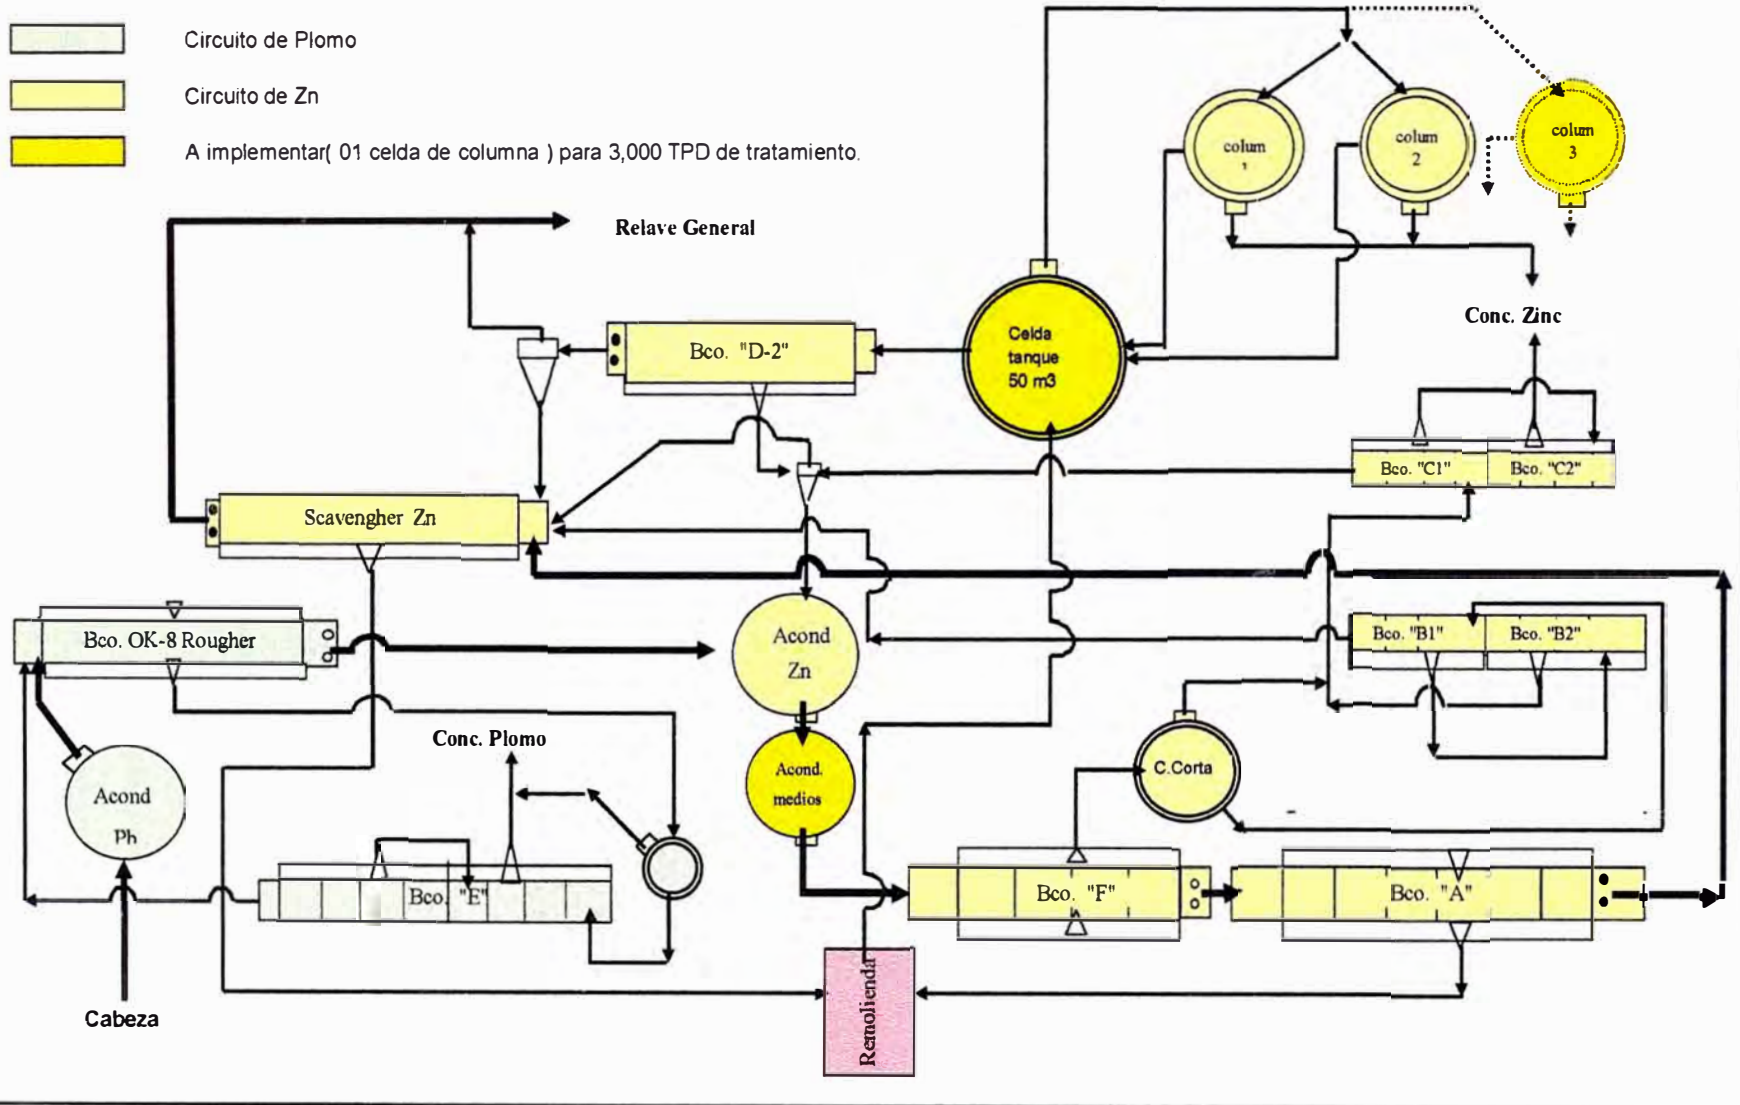 Circuito de Plomo
Circuito de Zn
A implementar( 01 celda de columna ) para 3,000 TPD de tratamiento.
colum
1
colum
2
colum
3
Relave General
Conc. Zinc
Celda
tanque
50 m3
Bco. "D-2"
Bco. "C1"
Bco. "C2"
Scavengher Zn
Bco. OK-8 Rougher
Acond
Zn
Bco. "B1"
Bco. "B2"
Conc. Plomo
Acond.
medios
C.Corta
Acond
Pb
Bco. "E"
Bco. "F"
Bco. "A"
Remolienda
Cabeza